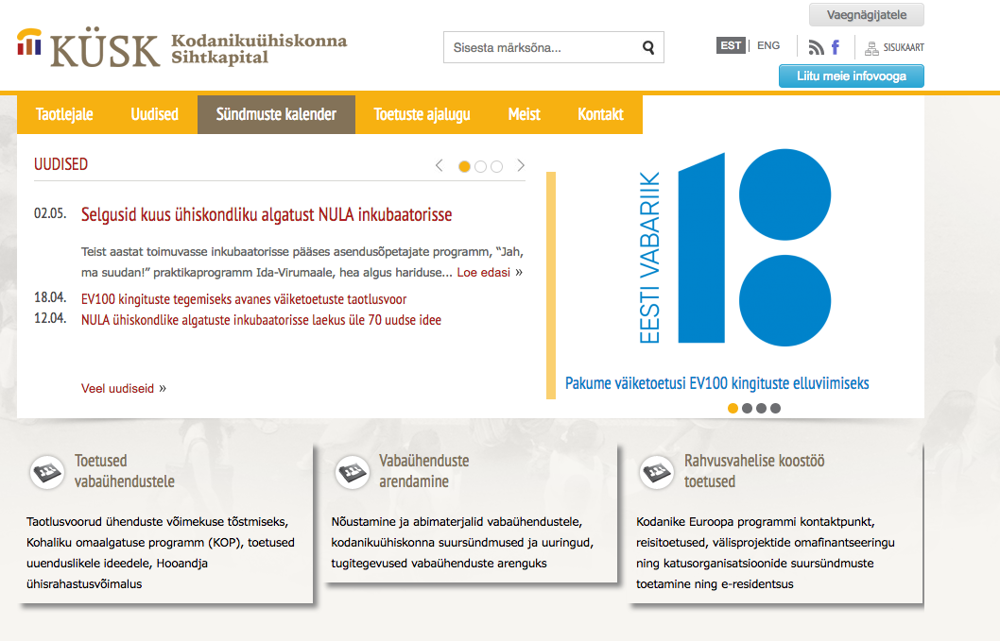 Vaegnägijatele
KÜSK Kodanikuühiskonna
Sihtkapital
Sisesta märksõna...
EST | ENG
SISUKAART
Liitu meie infovooga
Taotlejale Uudised Sündmuste kalender Toetuste ajalugu Meist Kontakt
UUDISED
02.05. Selgusid kuus ühiskondliku algatust NULA inkubaatorisse
Teist aastat toimuvasse inkubaatorisse pääses asendusõpetajate programm, “Jah,
ma suudan!” praktikaprogramm Ida-Virumaale, hea algus hariduse... Loe edasi »
18.04. EV100 kingituste tegemiseks avanes väiketoetuste taotlusvoor
12.04. NULA ühiskondlike algatuste inkubaatorisse laekus üle 70 uudse idee
Veel uudiseid »
EESTI VABARIIK
100
Pakume väiketoetusi EV100 kingituste elluviimiseks
Toetused
vabaühendustele
Taotlusvoorud ühenduste võimekuse tõstmiseks,
Kohaliku omaalgatuse programm (KOP), toetused
uuenduslikele ideedele, Hooandja
ühisrahastusvõimalus
Vabaühenduste
arendamine
Nõustamine ja abimaterjalid vabaühendustele,
kodanikuühiskonna suursündmused ja uuringud,
tugitegevused vabaühenduste arenguks
Rahvusvahelise koostöö
toetused
Kodanike Euroopa programmi kontaktpunkt,
reisitoetused, välisprojektide omafinantseeringu
ning katusorganisatsioonide suursündmuste
toetamine ning e-residentsus